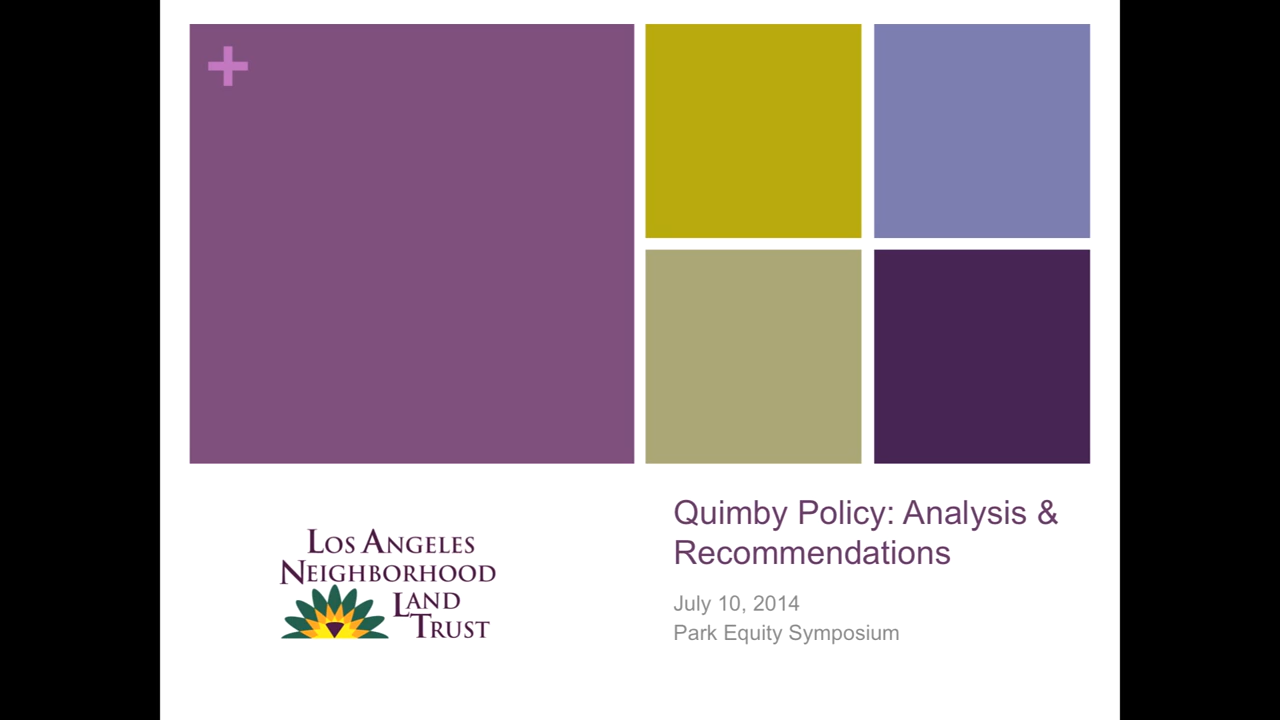 +
Los Angeles
Neighborhood
Land
Trust
Quimby Policy: Analysis &
Recommendations
July 10, 2014
Park Equity Symposium